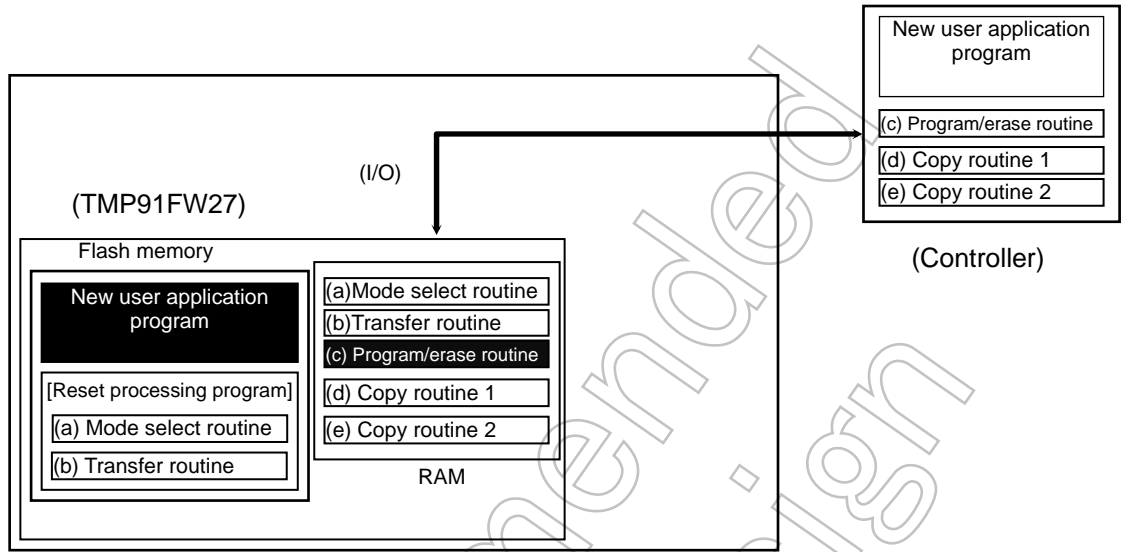 New user application
program
(c) Program/erase routine
(d) Copy routine 1
(e) Copy routine 2
(Controller)
(I/O)
(TMP91FW27)
Flash memory
New user application
program
[Reset processing program]
(a) Mode select routine
(b) Transfer routine
(a)Mode select routine
(b)Transfer routine
(c) Program/erase routine
(d) Copy routine 1
(e) Copy routine 2
RAM
mended
sign